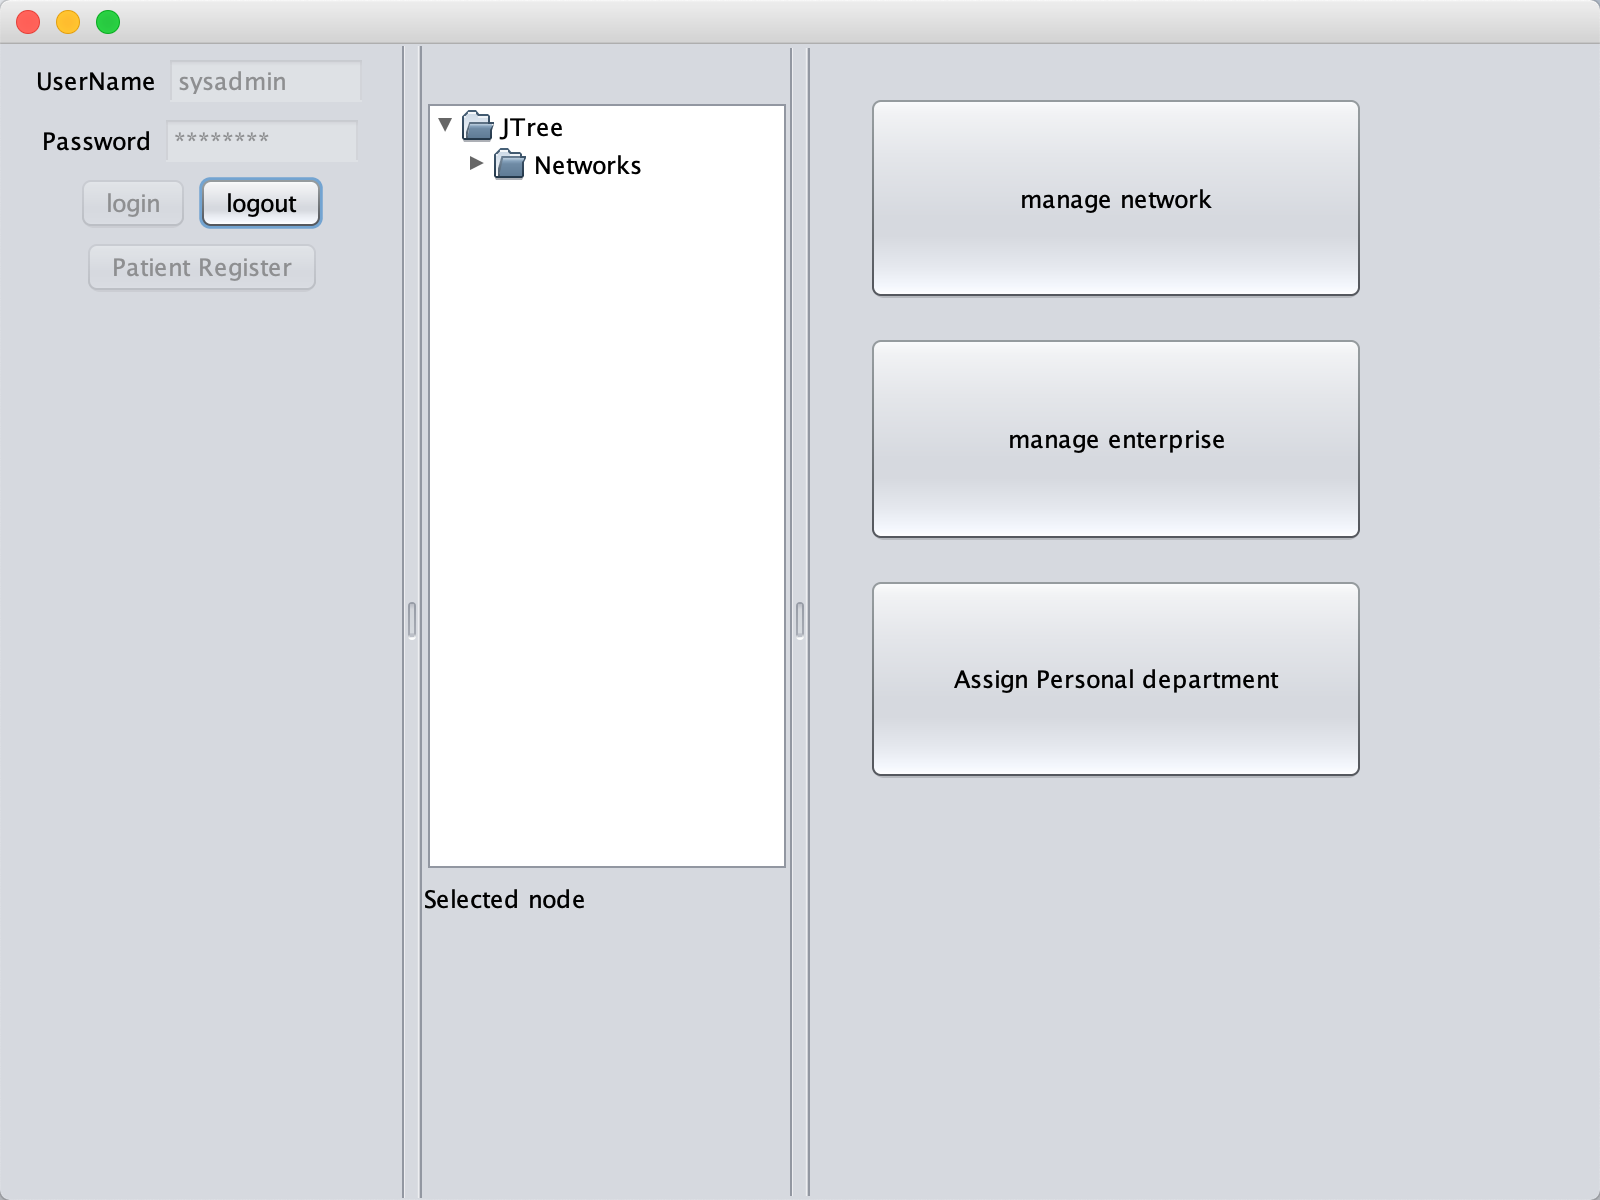 UserName sysadmin
Password ********
login logout
Patient Register
JTree
Networks
Selected node
manage network
manage enterprise
Assign Personal department